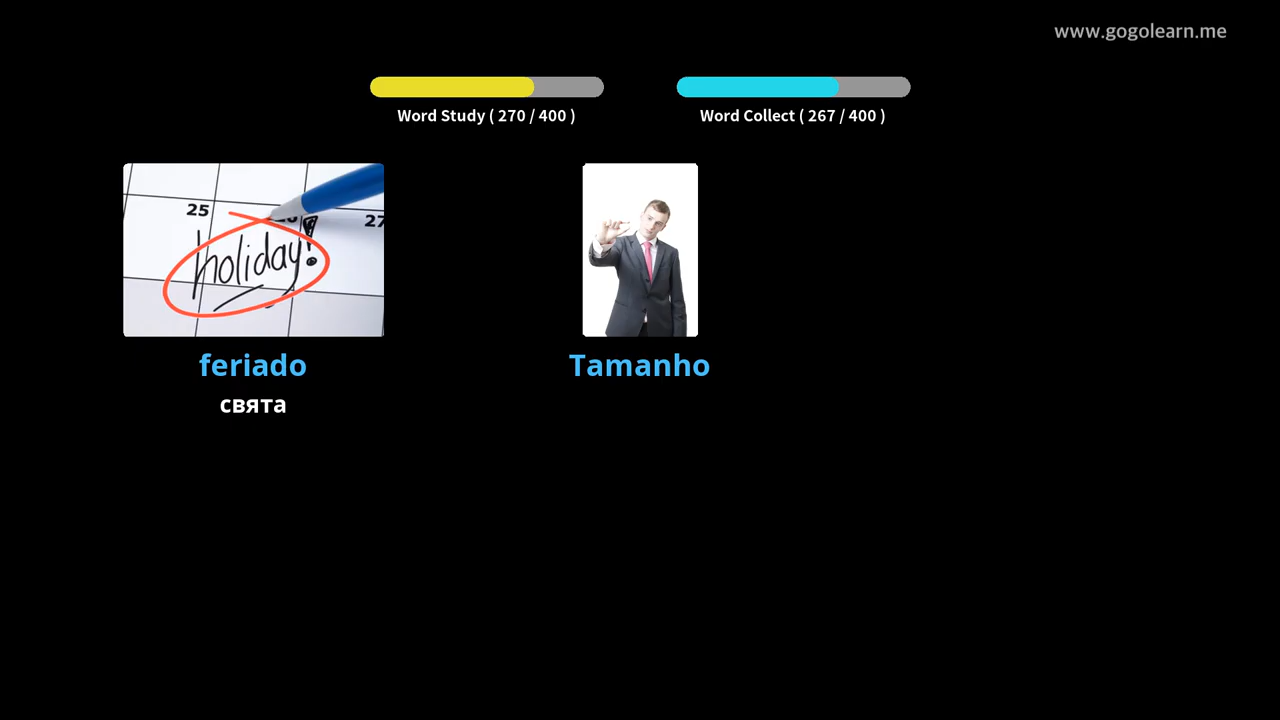 www.gogolearn.me
Word Study ( 270 / 400 )
Word Collect ( 267 / 400 )
25
27
holiday!
feriado
свята
Tamanho